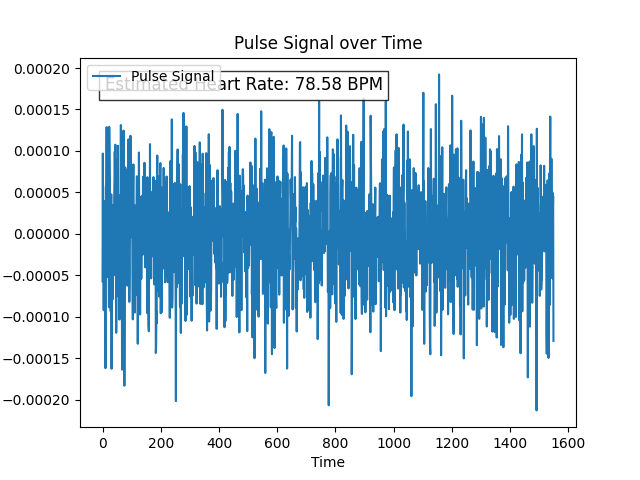 Pulse Signal over Time
Pulse Signal
Estimated Heart Rate: 78.58 BPM
0.00020
0.00015
0.00010
0.00005
0.00000
−0.00005
−0.00010
−0.00015
−0.00020
0 200 400 600 800 1000 1200 1400 1600
Time